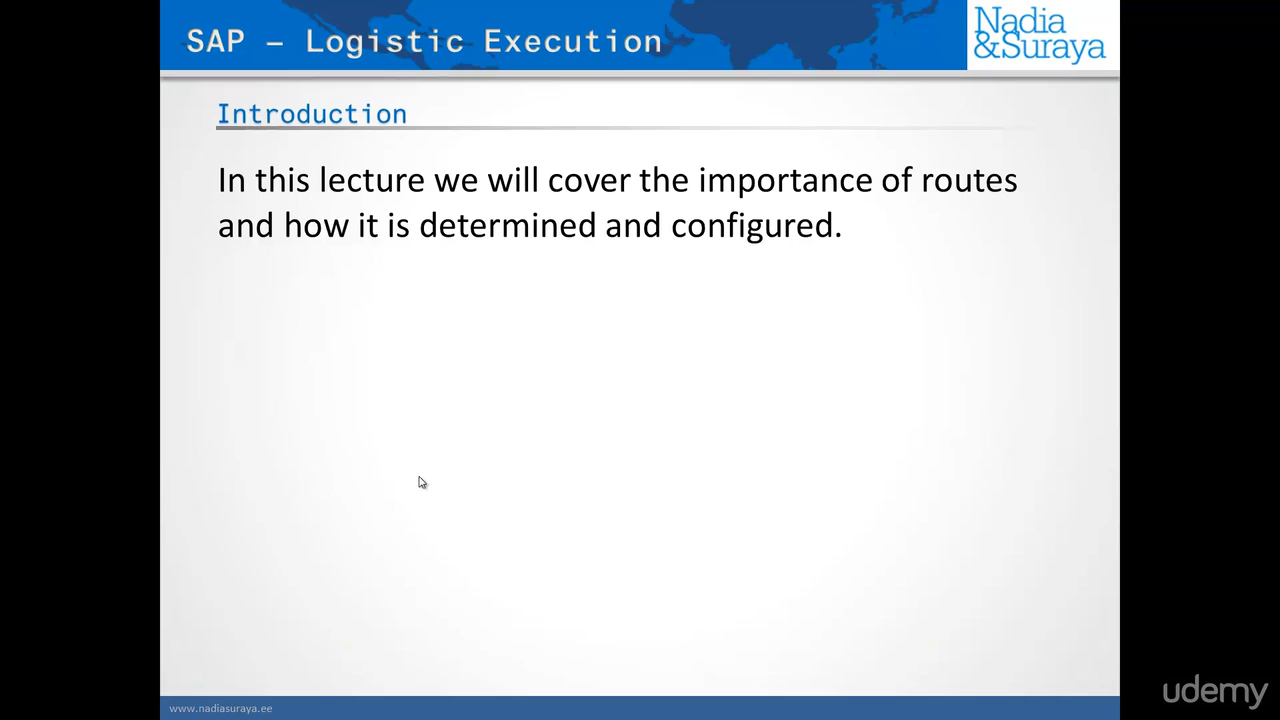 SAP – Logistic Execution
Nadia
&Suraya
Introduction
In this lecture we will cover the importance of routes
and how it is determined and configured.
www.nadiasuraya.ee
udemy